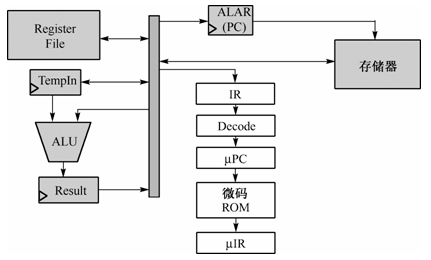 Register
File
ALAR
(PC)
存储器
TempIn
IR
Decode
ALU
μPC
微码
ROM
Result
μIR